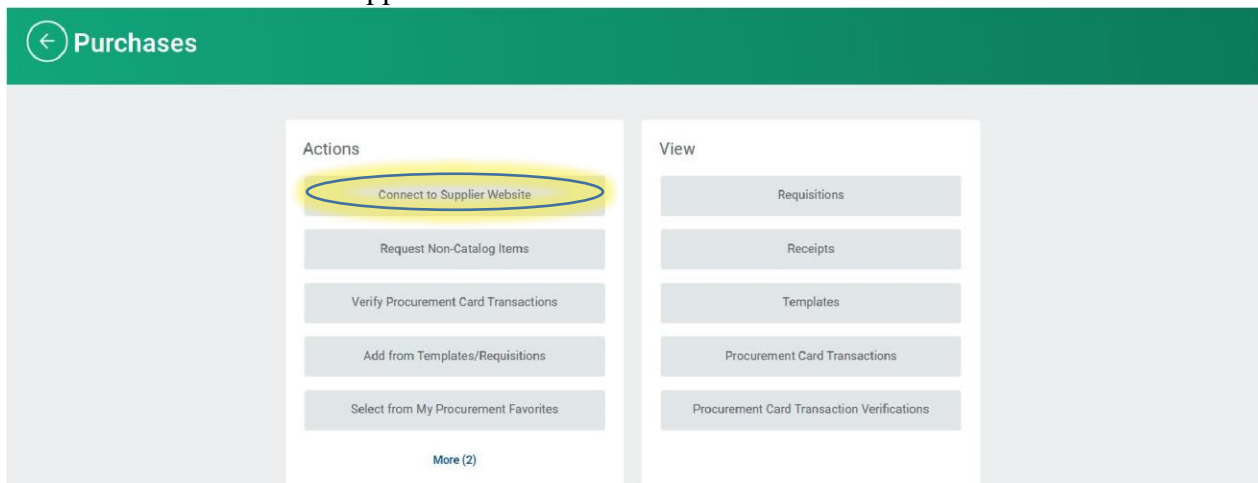 Purchases
Actions
Connect to Supplier Website
Request Non-Catalog Items
Verify Procurement Card Transactions
Add from Templates/Requisitions
Select from My Procurement Favorites
More (2)
View
Requisitions
Receipts
Templates
Procurement Card Transactions
Procurement Card Transaction Verifications